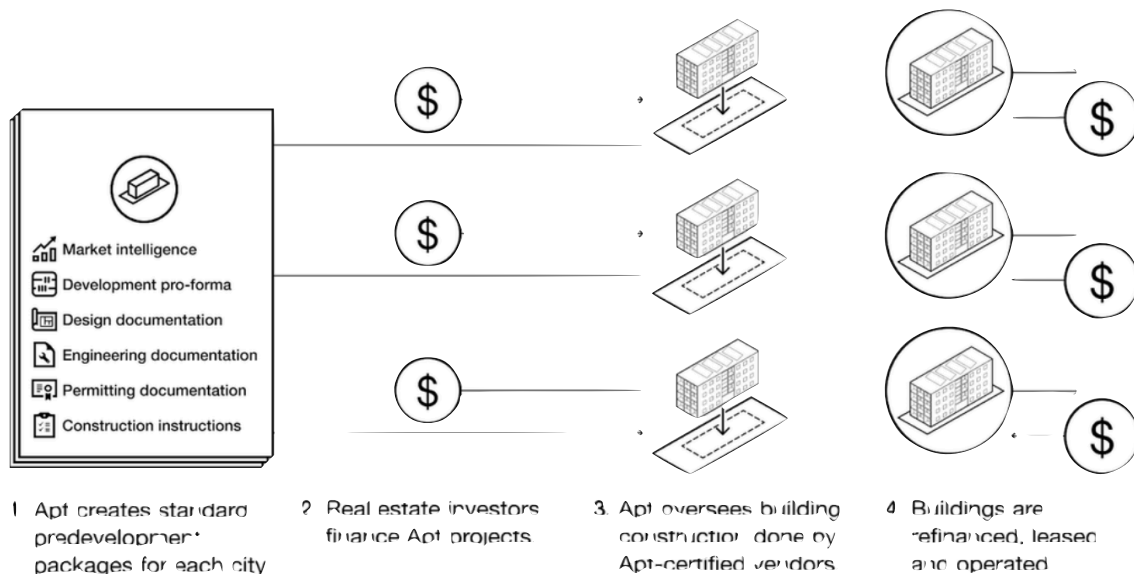 $
$
$
Market intelligence
Development pro-forma
Design documentation
Engineering documentation
Permitting documentation
Construction instructions
$
$
$
1 Apt creates standard
predevelopment
packages for each city
2 Real estate investors
finance Apt projects.
3. Apt oversees building
construction done by
Apt-certified vendors
4 Buildings are
refinanced, leased
and operated